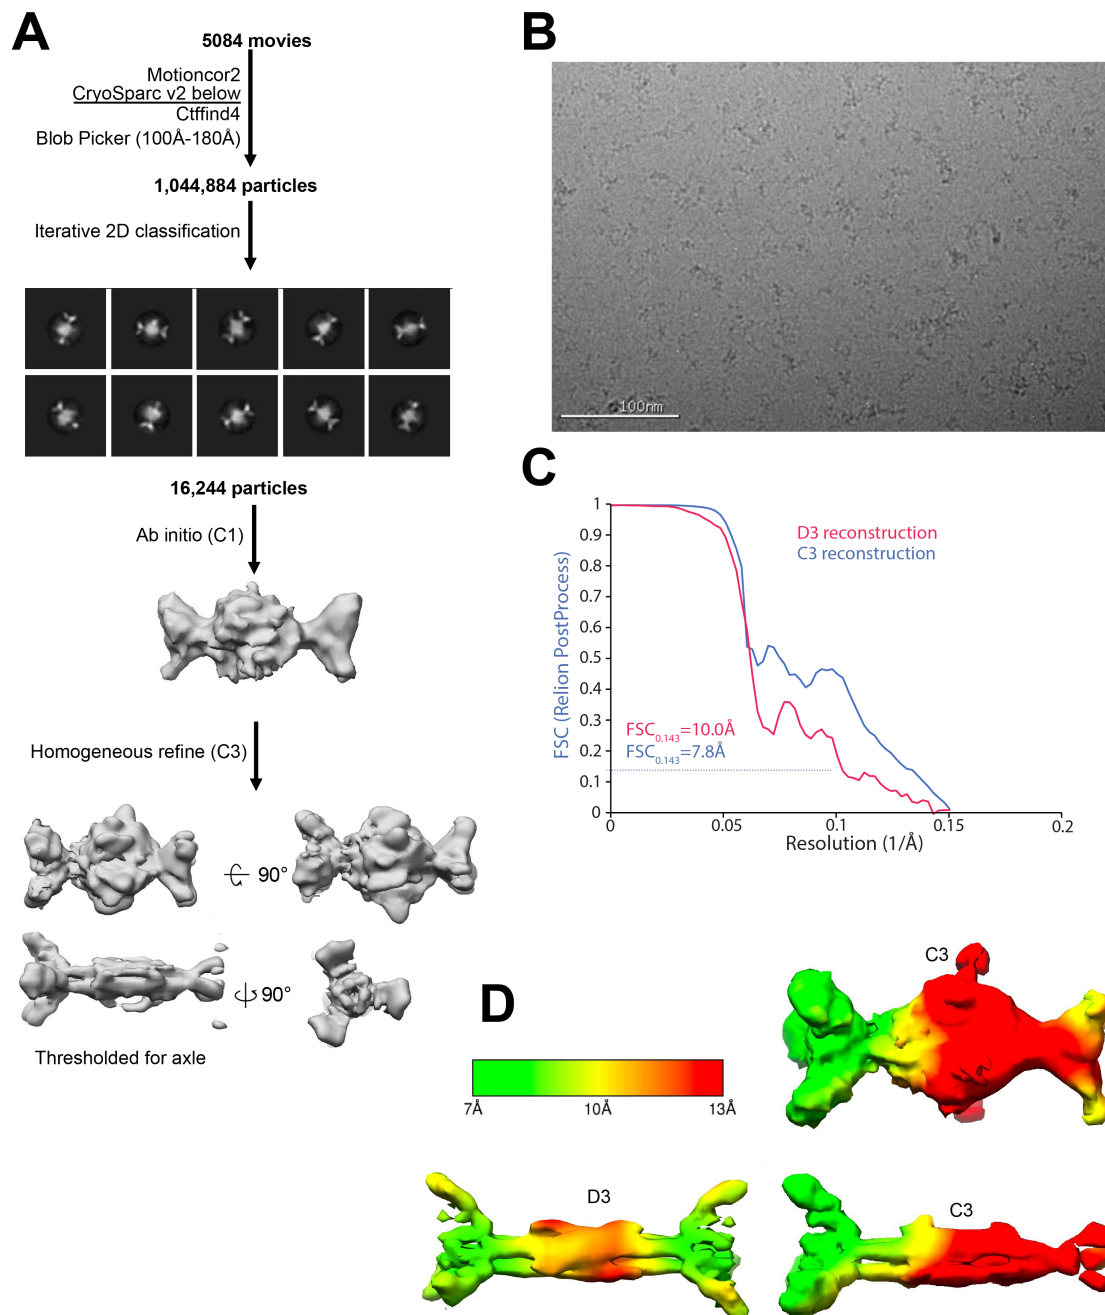 A
5084 movies
Motioncor2
CryoSparc v2 below
Ctffind4
Blob Picker (100Å-180Å)
1,044,884 particles
Iterative 2D classification
16,244 particles
Ab initio (C1)
Homogeneous refine (C3)
90°
90°
Thresholded for axle
B
100nm
C
FSC (Relion PostProcess)
1
0.9
0.8
0.7
0.6
0.5
0.4
0.3
0.2
0.1
0
D3 reconstruction
C3 reconstruction
FSC0.143=10.0Å
FSC0.143=7.8Å
0
0.05
0.1
0.15
0.2
Resolution (1/Å)
D
7Å
10Å
13Å
C3
D3
C3